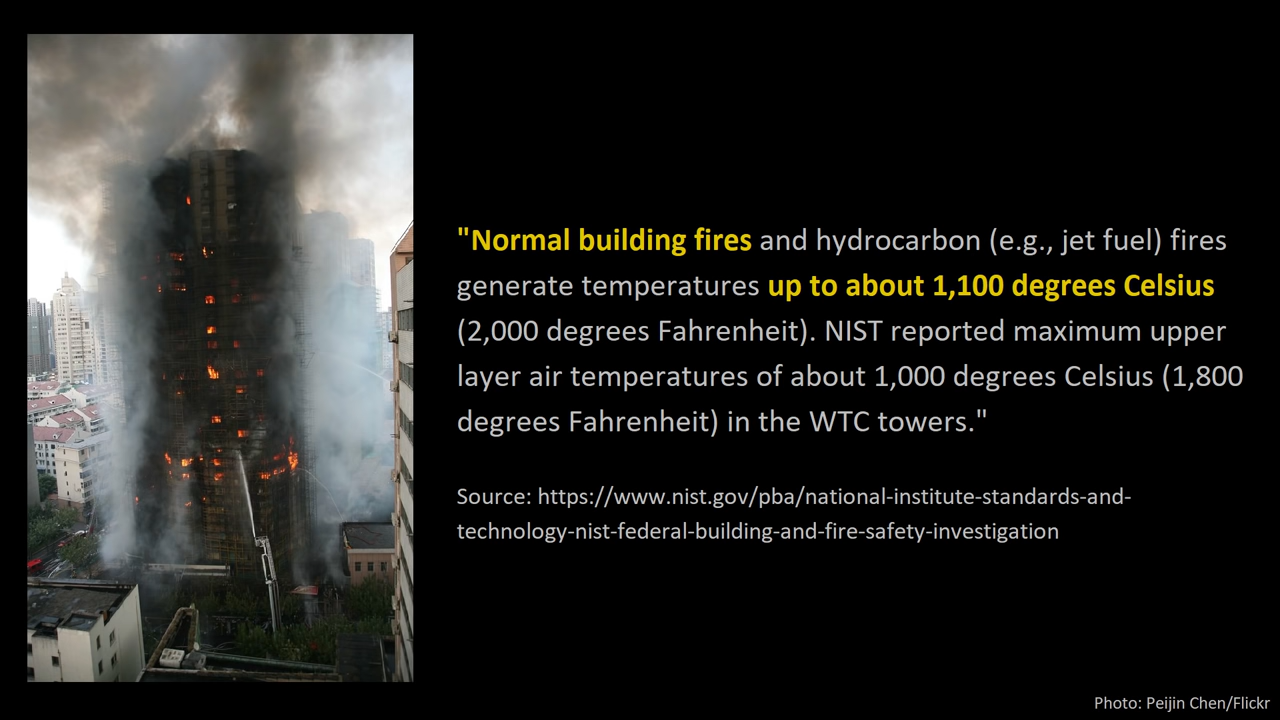 "Normal building fires and hydrocarbon (e.g., jet fuel) fires
generate temperatures up to about 1,100 degrees Celsius
(2,000 degrees Fahrenheit). NIST reported maximum upper
layer air temperatures of about 1,000 degrees Celsius (1,800
degrees Fahrenheit) in the WTC towers."
Source: https://www.nist.gov/pba/national-institute-standards-and-
technology-nist-federal-building-and-fire-safety-investigation
Photo: Peijin Chen/Flickr